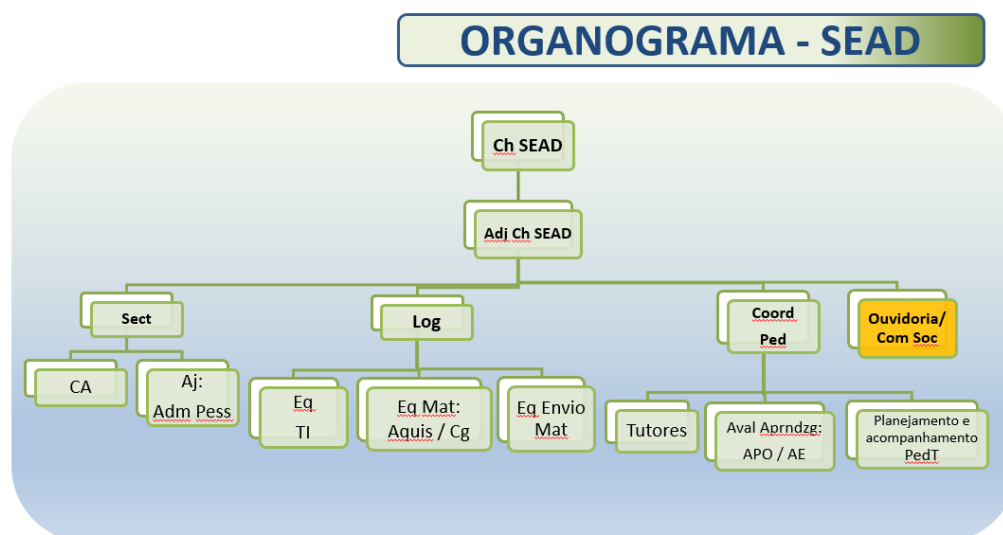 ORGANOGRAMA - SEAD
Ch SEAD
Adj Ch SEAD
Sect
Log
Coord
Ped
Ouvidoria/
Com Soc
CA
Aj:
Adm Pess
Eq
TI
Eq Mat:
Aquis / Cg
Eq Envio
Mat
Tutores
Aval Aprndzg:
APO / AE
Planejamento e
acompanhamento
PedT